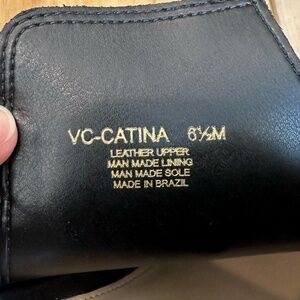 VC-CATINA 6½M
LEATHER UPPER
MAN MADE LINING
MAN MADE SOLE
MADE IN BRAZIL